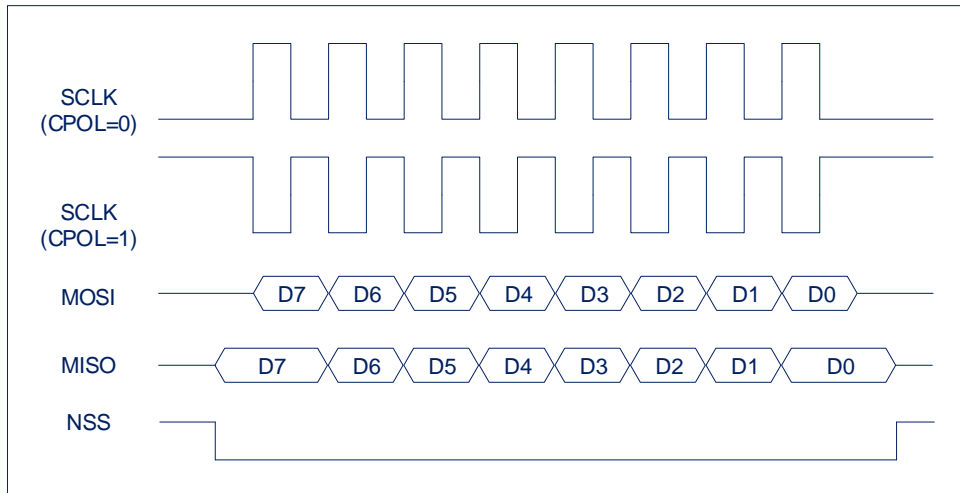 SCLK
(CPOL=0)
SCLK
(CPOL=1)
MOSI D7 D6 D5 D4 D3 D2 D1 D0
MISO D7 D6 D5 D4 D3 D2 D1 D0
NSS